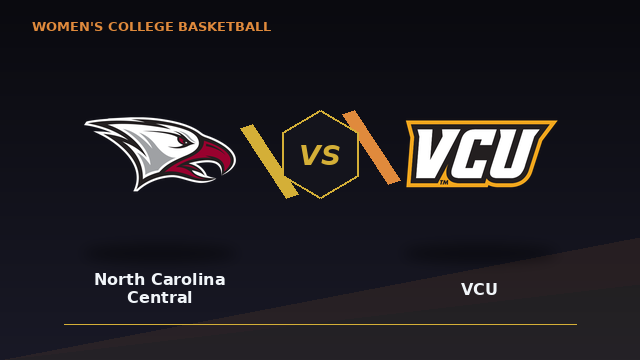 WOMEN'S COLLEGE BASKETBALL
VS
VCU
TM
North Carolina
Central
VCU